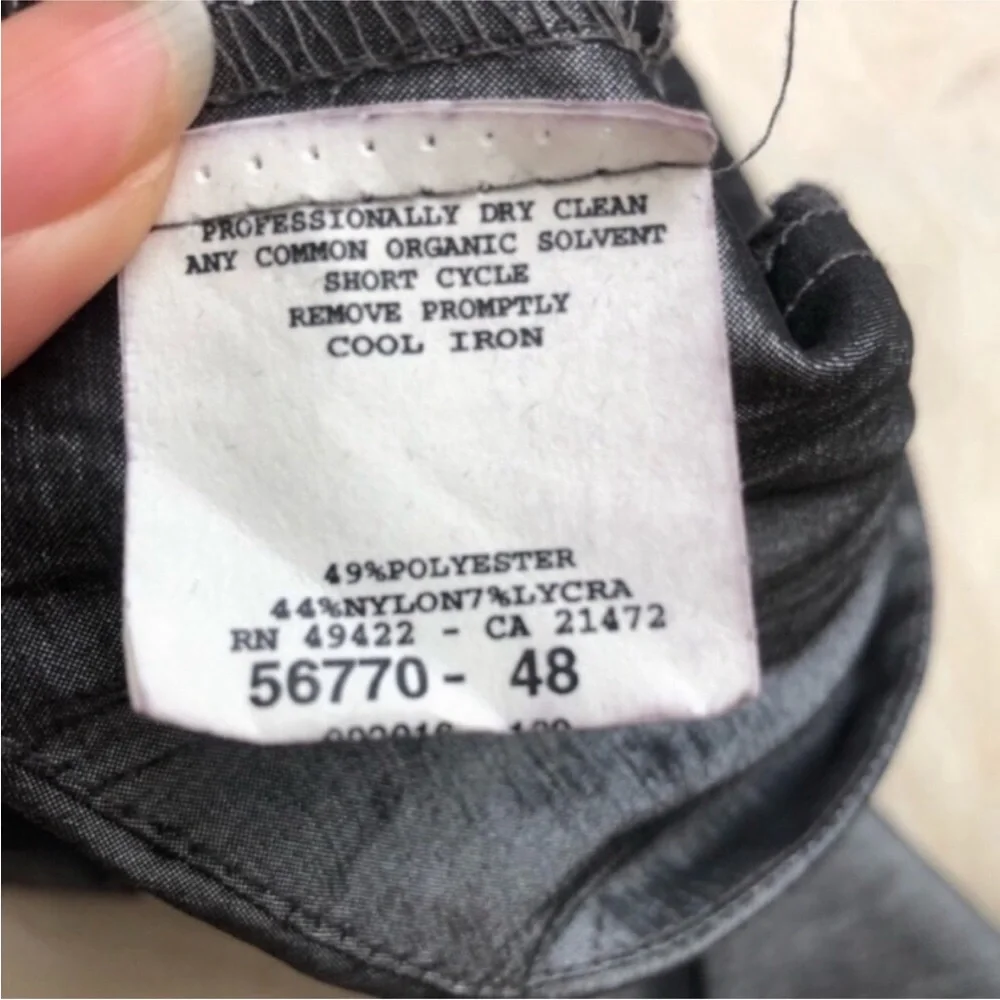 PROFESSIONALLY DRY CLEAN
ANY COMMON ORGANIC SOLVENT
SHORT CYCLE
REMOVE PROMPTLY
COOL IRON
49%POLYESTER
44%NYLON7%LYCRA
RN 49422 - CA 21472
56770- 48